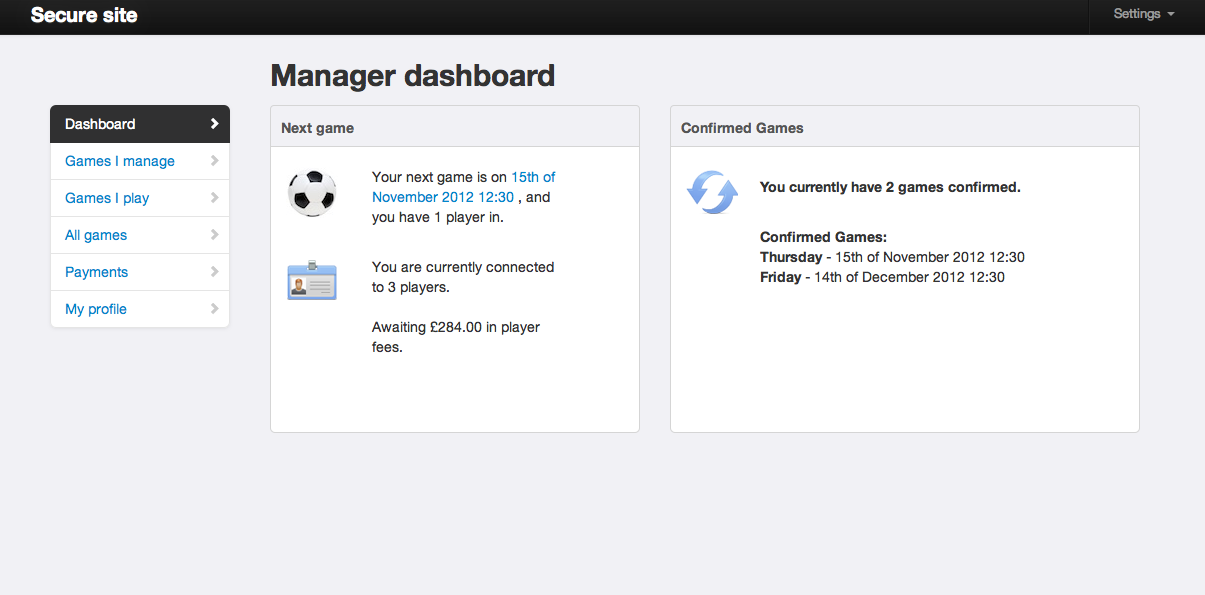 Secure site
Settings
Manager dashboard
Dashboard
Games I manage
Games I play
All games
Payments
My profile
Next game
Your next game is on 15th of
November 2012 12:30 , and
you have 1 player in.
You are currently connected
to 3 players.
Awaiting £284.00 in player
fees.
Confirmed Games
You currently have 2 games confirmed.
Confirmed Games:
Thursday - 15th of November 2012 12:30
Friday - 14th of December 2012 12:30